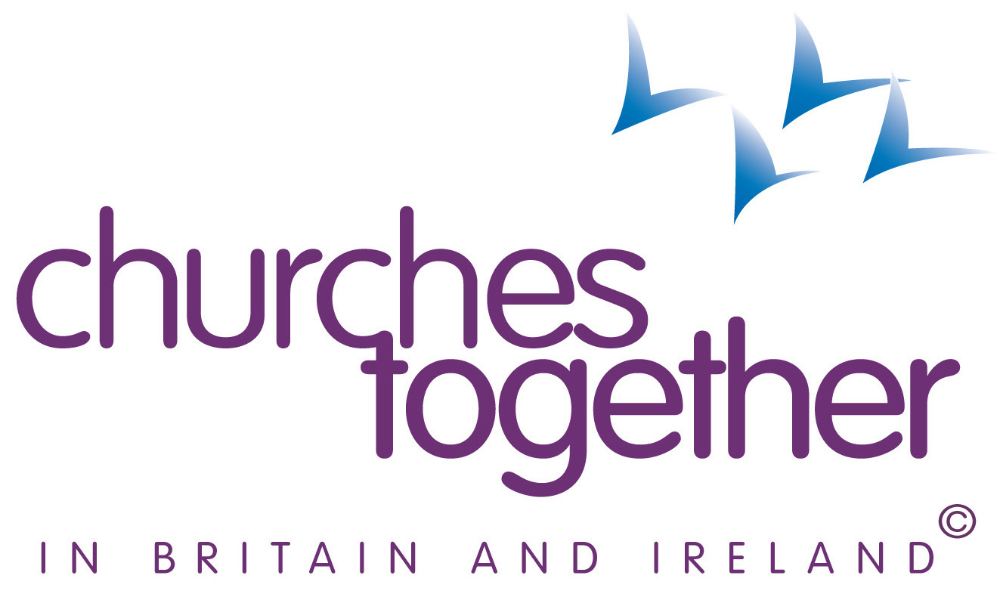 churches
together
IN BRITAIN AND IRELAND©